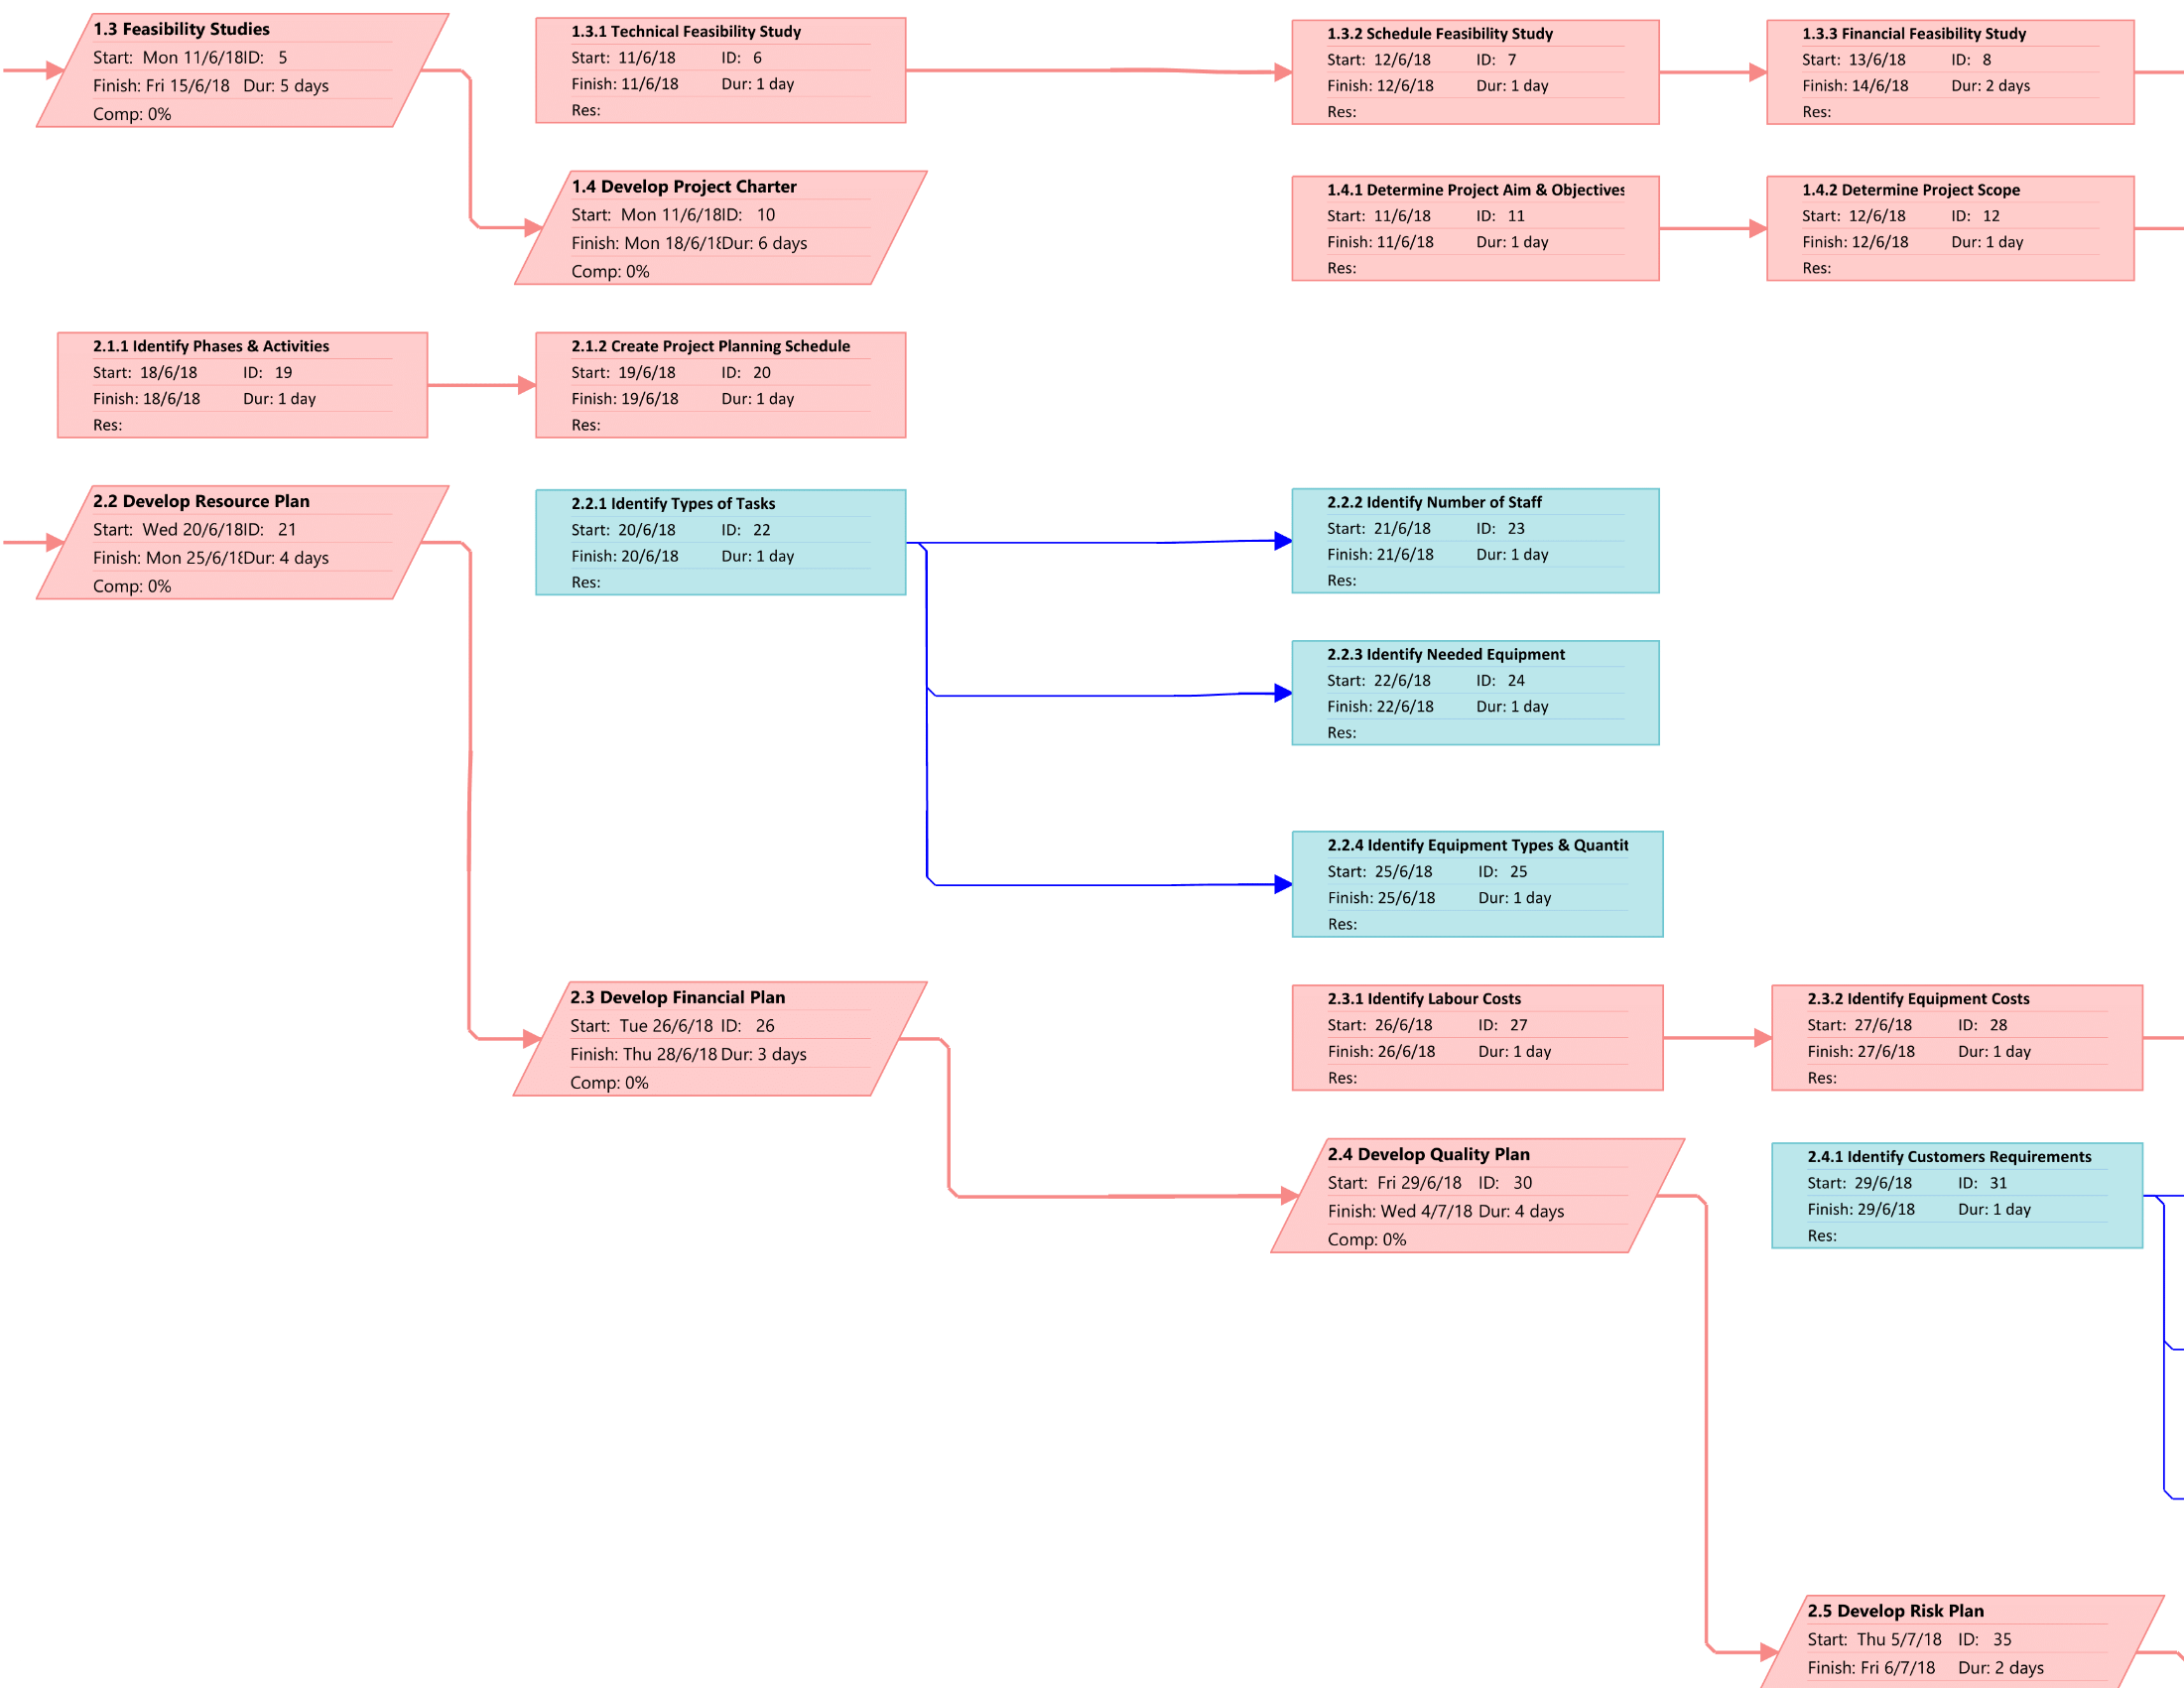 1.3 Feasibility Studies
Start: Mon 11/6/18 ID: 5
Finish: Fri 15/6/18 Dur: 5 days
Comp: 0%
1.3.1 Technical Feasibility Study
Start: 11/6/18 ID: 6
Finish: 11/6/18 Dur: 1 day
Res:
1.3.2 Schedule Feasibility Study
Start: 12/6/18 ID: 7
Finish: 12/6/18 Dur: 1 day
Res:
1.3.3 Financial Feasibility Study
Start: 13/6/18 ID: 8
Finish: 14/6/18 Dur: 2 days
Res:
1.4 Develop Project Charter
Start: Mon 11/6/18 ID: 10
Finish: Mon 18/6/18 Dur: 6 days
Comp: 0%
1.4.1 Determine Project Aim & Objectives
Start: 11/6/18 ID: 11
Finish: 11/6/18 Dur: 1 day
Res:
1.4.2 Determine Project Scope
Start: 12/6/18 ID: 12
Finish: 12/6/18 Dur: 1 day
Res:
2.1.1 Identify Phases & Activities
Start: 18/6/18 ID: 19
Finish: 18/6/18 Dur: 1 day
Res:
2.1.2 Create Project Planning Schedule
Start: 19/6/18 ID: 20
Finish: 19/6/18 Dur: 1 day
Res:
2.2 Develop Resource Plan
Start: Wed 20/6/18 ID: 21
Finish: Mon 25/6/18 Dur: 4 days
Comp: 0%
2.2.1 Identify Types of Tasks
Start: 20/6/18 ID: 22
Finish: 20/6/18 Dur: 1 day
Res:
2.2.2 Identify Number of Staff
Start: 21/6/18 ID: 23
Finish: 21/6/18 Dur: 1 day
Res:
2.2.3 Identify Needed Equipment
Start: 22/6/18 ID: 24
Finish: 22/6/18 Dur: 1 day
Res:
2.2.4 Identify Equipment Types & Quantit
Start: 25/6/18 ID: 25
Finish: 25/6/18 Dur: 1 day
Res:
2.3 Develop Financial Plan
Start: Tue 26/6/18 ID: 26
Finish: Thu 28/6/18 Dur: 3 days
Comp: 0%
2.3.1 Identify Labour Costs
Start: 26/6/18 ID: 27
Finish: 26/6/18 Dur: 1 day
Res:
2.3.2 Identify Equipment Costs
Start: 27/6/18 ID: 28
Finish: 27/6/18 Dur: 1 day
Res:
2.4 Develop Quality Plan
Start: Fri 29/6/18 ID: 30
Finish: Wed 4/7/18 Dur: 4 days
Comp: 0%
2.4.1 Identify Customers Requirements
Start: 29/6/18 ID: 31
Finish: 29/6/18 Dur: 1 day
Res:
2.5 Develop Risk Plan
Start: Thu 5/7/18 ID: 35
Finish: Fri 6/7/18 Dur: 2 days